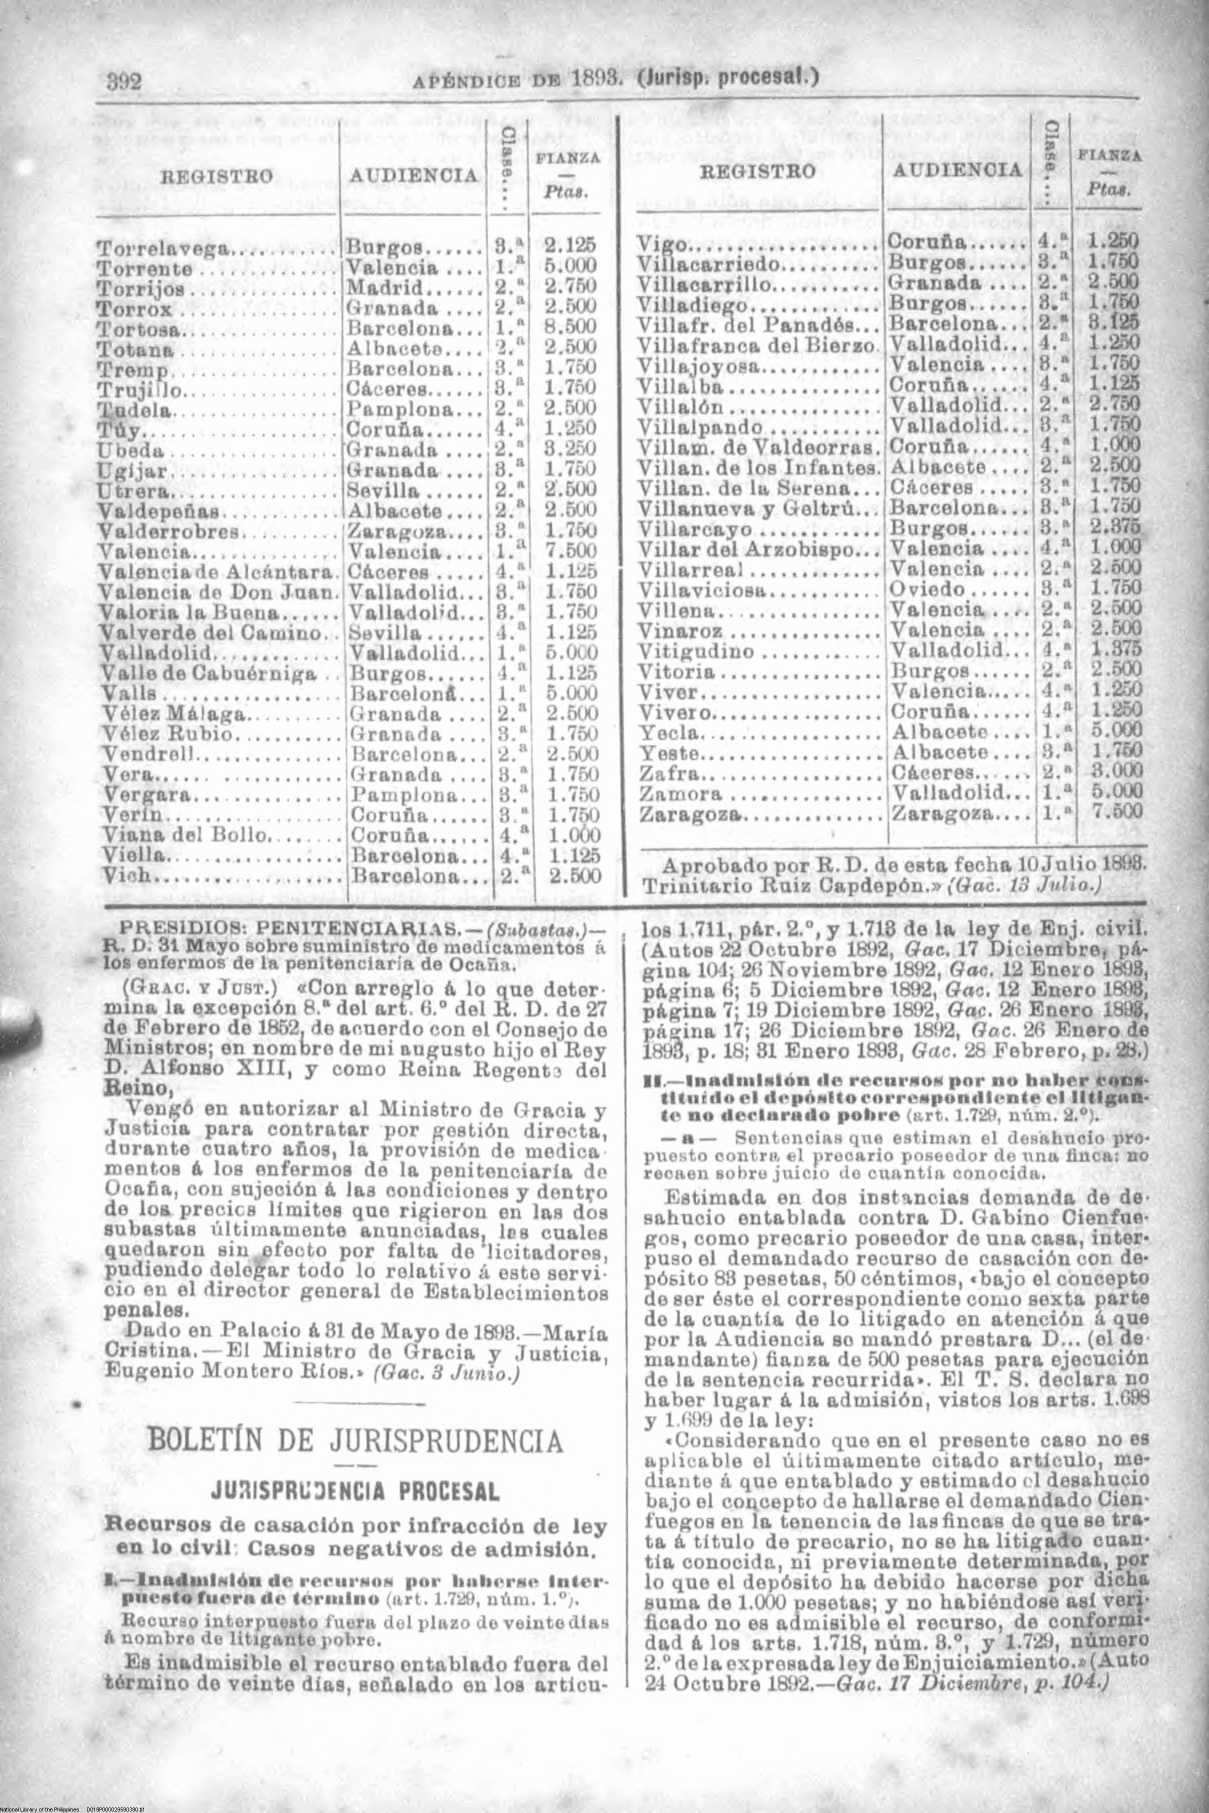 392
APÉNDICE DE 1893. (Jurisp. procesal.)
REGISTRO AUDIENCIA Clase.... FIANZA — Ptas.
Torrelavega........... Burgos...... 3.ª 2.125
Torrente ............. Valencia .... 1.ª 5.000
Torrijos .............. Madrid...... 2.ª 2.750
Torrox ............... Granada .... 2.ª 2.500
Tortosa............... Barcelona... 1.ª 8.500
Totana ............... Albacete.... 2.ª 2.500
Tremp................ Barcelona... 3.ª 1.750
Trujillo............... Cáceres...... 3.ª 1.750
Tudela................ Pamplona... 2.ª 2.500
Túy.................. Coruña...... 4.ª 1.250
Ubeda ............... Granada .... 2.ª 3.250
Ugíjar ................ Granada .... 3.ª 1.750
Utrera................ Sevilla ...... 2.ª 2.500
Valdepeñas........... Albacete.... 2.ª 2.500
Valderrobres.......... Zaragoza.... 3.ª 1.750
Valencia.............. Valencia.... 1.ª 7.500
Valencia de Alcántara. Cáceres ..... 4.ª 1.125
Valencia de Don Juan. Valladolid... 3.ª 1.750
Valoria la Buena...... Valladolid... 3.ª 1.750
Valverde del Camino.. Sevilla ...... 4.ª 1.125
Valladolid............. Valladolid... 1.ª 5.000
Valle de Cabuérniga .. Burgos...... 4.ª 1.125
Valls ................. Barcelona... 1.ª 5.000
Vélez Málaga......... Granada .... 2.ª 2.500
Vélez Rubio.......... Granada .... 3.ª 1.750
Vendrell.............. Barcelona... 2.ª 2.500
Vera................. Granada .... 3.ª 1.750
Vergara.............. Pamplona... 3.ª 1.750
Verín................ Coruña...... 3.ª 1.750
Viana del Bollo....... Coruña...... 4.ª 1.000
Viella................ Barcelona... 4.ª 1.125
Vich................. Barcelona... 2.ª 2.500
REGISTRO AUDIENCIA Clase.... FIANZA — Ptas.
Vigo.................. Coruña...... 4.ª 1.250
Villacarriedo.......... Burgos...... 3.ª 1.750
Villacarrillo........... Granada .... 2.ª 2.500
Villadiego............. Burgos...... 3.ª 1.750
Villafr. del Panadés... Barcelona... 2.ª 3.125
Villafranca del Bierzo. Valladolid... 4.ª 1.250
Villajoyosa............ Valencia .... 3.ª 1.750
Villalba ............... Coruña...... 4.ª 1.125
Villalón ............... Valladolid... 2.ª 2.750
Villalpando ........... Valladolid... 3.ª 1.750
Villam. de Valdeorras. Coruña...... 4.ª 1.000
Villan. de los Infantes. Albacete .... 2.ª 2.500
Villan. de la Serena... Cáceres ..... 3.ª 1.750
Villanueva y Geltrú... Barcelona... 3.ª 1.750
Villarcayo ............ Burgos...... 3.ª 2.375
Villar del Arzobispo... Valencia .... 4.ª 1.000
Villarreal ............. Valencia .... 2.ª 2.500
Villaviciosa............ Oviedo ...... 3.ª 1.750
Villena................ Valencia .... 2.ª 2.500
Vinaroz .............. Valencia .... 2.ª 2.500
Vitigudino ............ Valladolid... 4.ª 1.375
Vitoria ................ Burgos...... 2.ª 2.500
Viver................. Valencia..... 4.ª 1.250
Vivero................ Coruña...... 4.ª 1.250
Yecla................. Albacete.... 1.ª 5.000
Yeste................. Albacete.... 3.ª 1.750
Zafra................. Cáceres...... 2.ª 3.000
Zamora ............... Valladolid... 1.ª 5.000
Zaragoza.............. Zaragoza.... 1.ª 7.500
Aprobado por R. D. de esta fecha 10 Julio 1893.
Trinitario Ruiz Capdepón.» (Gac. 13 Julio.)
PRESIDIOS: PENITENCIARIAS.—(Subastas.)—
R. D. 31 Mayo sobre suministro de medicamentos á
los enfermos de la penitenciaría de Ocaña.
(GRAC. Y JUST.) «Con arreglo á lo que deter-
mina la excepción 8.ª del art. 6.º del R. D. de 27
de Febrero de 1852, de acuerdo con el Consejo de
Ministros; en nombre de mi augusto hijo el Rey
D. Alfonso XIII, y como Reina Regente del
Reino,
Vengo en autorizar al Ministro de Gracia y
Justicia para contratar por gestión directa,
durante cuatro años, la provisión de medica-
mentos á los enfermos de la penitenciaría de
Ocaña, con sujeción á las condiciones y dentro
de los precios límites que rigieron en las dos
subastas últimamente anunciadas, las cuales
quedaron sin efecto por falta de licitadores,
pudiendo delegar todo lo relativo á este servi-
cio en el director general de Establecimientos
penales.
Dado en Palacio á 31 de Mayo de 1893.—María
Cristina.—El Ministro de Gracia y Justicia,
Eugenio Montero Ríos.» (Gac. 3 Junio.)
BOLETÍN DE JURISPRUDENCIA
JURISPRUDENCIA PROCESAL
Recursos de casación por infracción de ley
en lo civil: Casos negativos de admisión.
I.—Inadmisión de recursos por haberse inter-
puesto fuera de término (art. 1.729, núm. 1.º).
Recurso interpuesto fuera del plazo de veinte días
á nombre de litigante pobre.
Es inadmisible el recurso entablado fuera del
término de veinte días, señalado en los artícu-
los 1.711, pár. 2.º, y 1.713 de la ley de Enj. civil.
(Autos 22 Octubre 1892, Gac. 17 Diciembre, pá-
gina 104; 26 Noviembre 1892, Gac. 12 Enero 1893,
página 6; 5 Diciembre 1892, Gac. 12 Enero 1893,
página 7; 19 Diciembre 1892, Gac. 26 Enero 1893,
página 17; 26 Diciembre 1892, Gac. 26 Enero de
1893, p. 18; 31 Enero 1893, Gac. 28 Febrero, p. 28.)
II.—Inadmisión de recursos por no haber cons-
tituido el depósito correspondiente el litigan-
te no declarado pobre (art. 1.729, núm. 2.º).
— a — Sentencias que estiman el desahucio pro-
puesto contra el precario poseedor de una finca: no
recaen sobre juicio de cuantía conocida.
Estimada en dos instancias demanda de de-
sahucio entablada contra D. Gabino Cienfue-
gos, como precario poseedor de una casa, inter-
puso el demandado recurso de casación con de-
pósito 83 pesetas, 50 céntimos, «bajo el concepto
de ser éste el correspondiente como sexta parte
de la cuantía de lo litigado en atención á que
por la Audiencia se mandó prestara D... (el de-
mandante) fianza de 500 pesetas para ejecución
de la sentencia recurrida». El T. S. declara no
haber lugar á la admisión, vistos los arts. 1.698
y 1.699 de la ley:
«Considerando que en el presente caso no es
aplicable el últimamente citado artículo, me-
diante á que entablado y estimado el desahucio
bajo el concepto de hallarse el demandado Cien-
fuegos en la tenencia de las fincas de que se tra-
ta á título de precario, no se ha litigado cuan-
tía conocida, ni previamente determinada, por
lo que el depósito ha debido hacerse por dicha
suma de 1.000 pesetas; y no habiéndose así veri-
ficado no es admisible el recurso, de conformi-
dad á los arts. 1.718, núm. 3.º, y 1.729, número
2.º de la expresada ley de Enjuiciamiento.» (Auto
24 Octubre 1892.—Gac. 17 Diciembre, p. 104.)
National Library of the Philippines D019P000029590390.tif